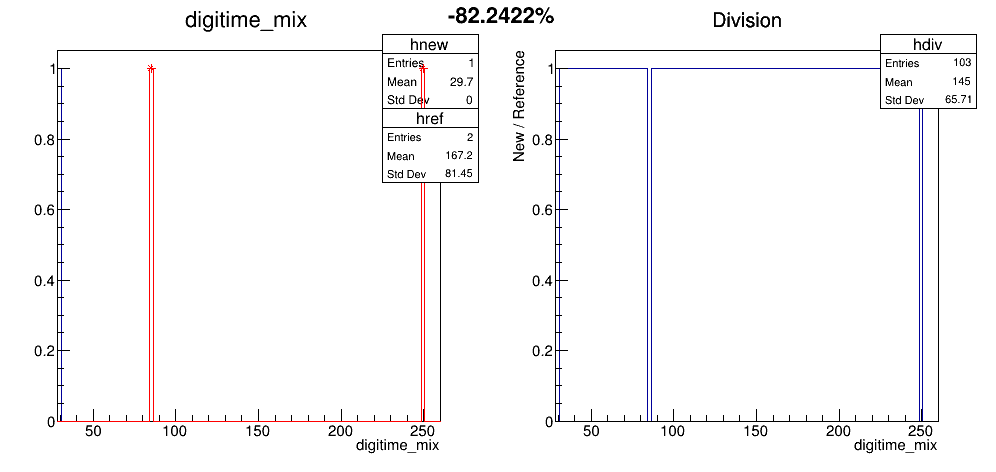 digitime_mix
-82.2422%
Division
hnew
Entries 1
Mean 29.7
Std Dev 0
href
Entries 2
Mean 167.2
Std Dev 81.45
1
0.8
0.6
0.4
0.2
0
50 100 150 200 250
digitime_mix
hdiv
Entries 103
Mean 145
Std Dev 65.71
New / Reference
1
0.8
0.6
0.4
0.2
0
50 100 150 200 250
digitime_mix